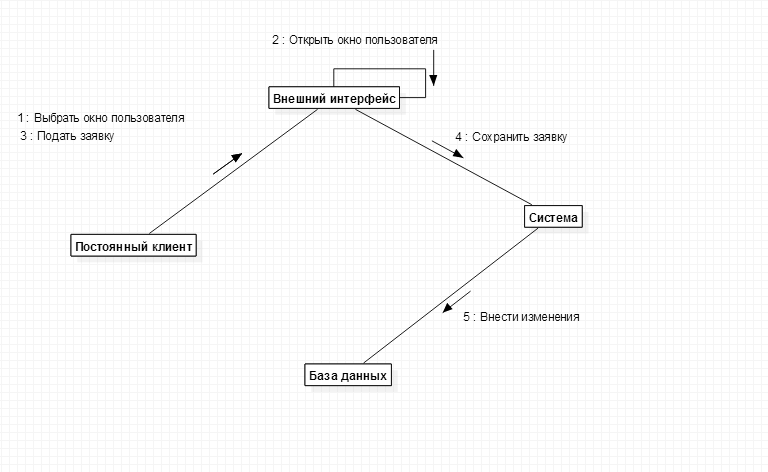 2 : Открыть окно пользователя
Внешний интерфейс
1 : Выбрать окно пользователя
3 : Подать заявку
4 : Сохранить заявку
Система
Постоянный клиент
5 : Внести изменения
База данных